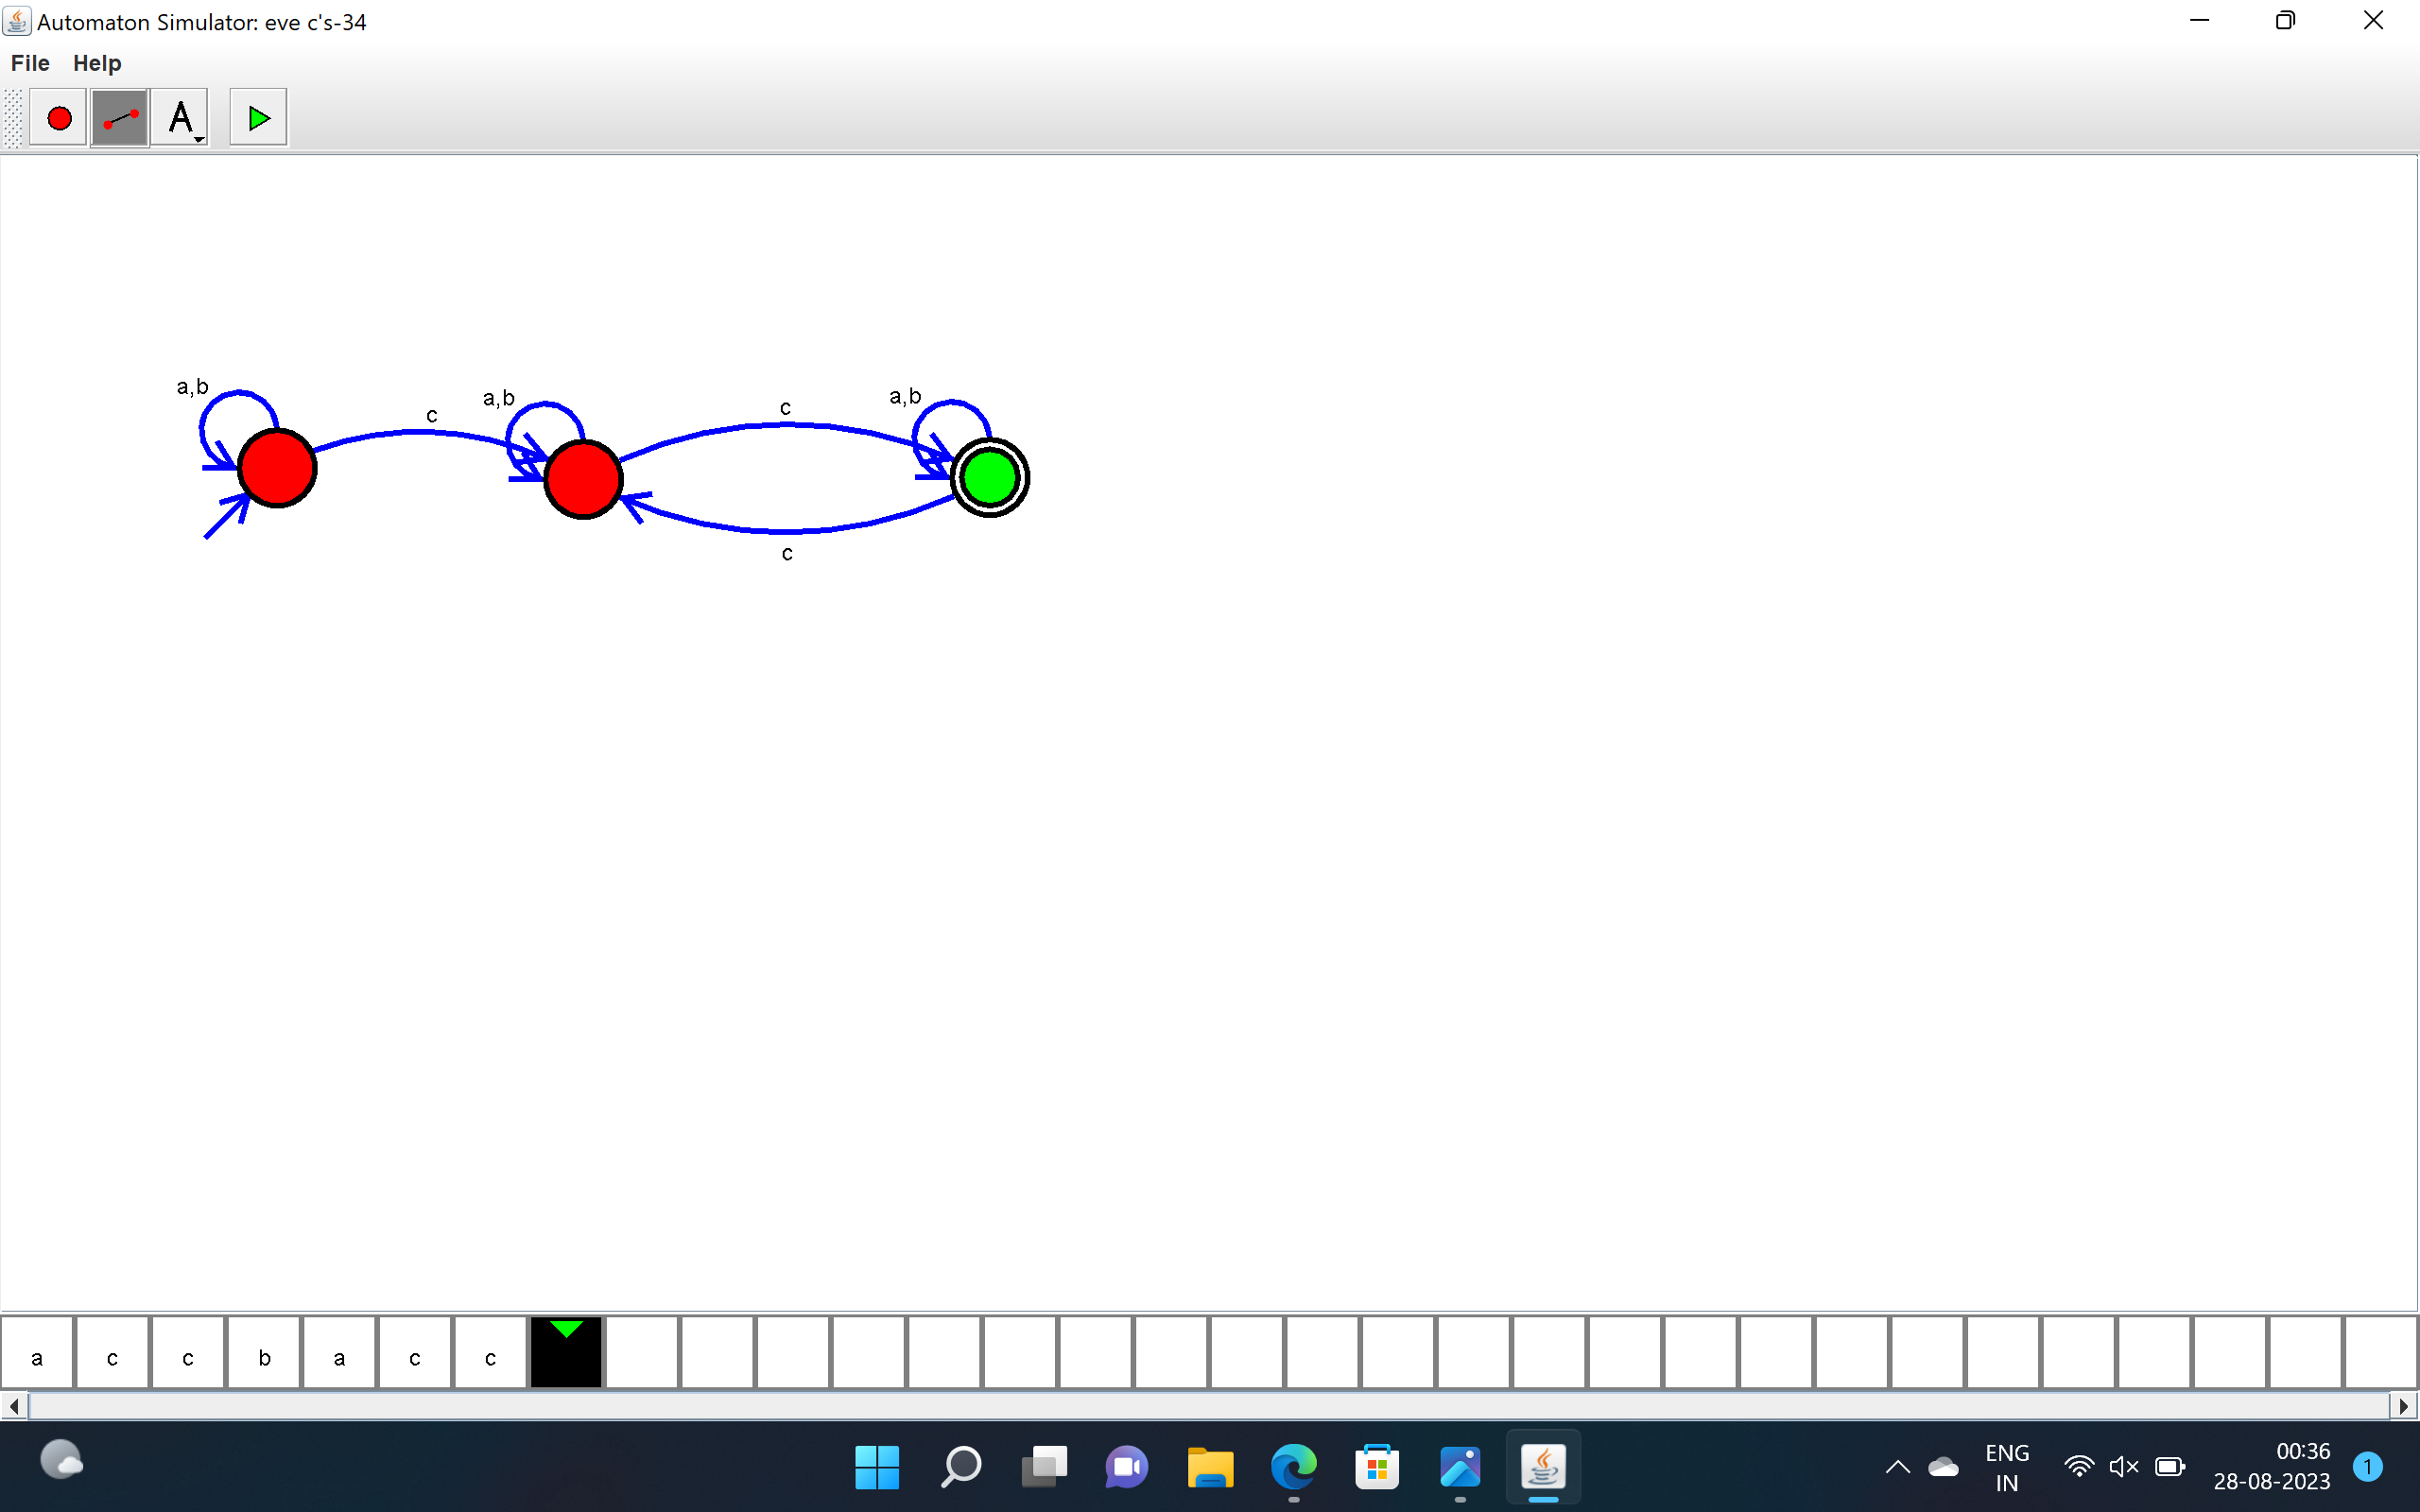 Automaton Simulator: eve c's-34
File Help
A
a,b
c
a,b
c
a,b
c
a c c b a c c
ENG
IN
00:36
28-08-2023
1